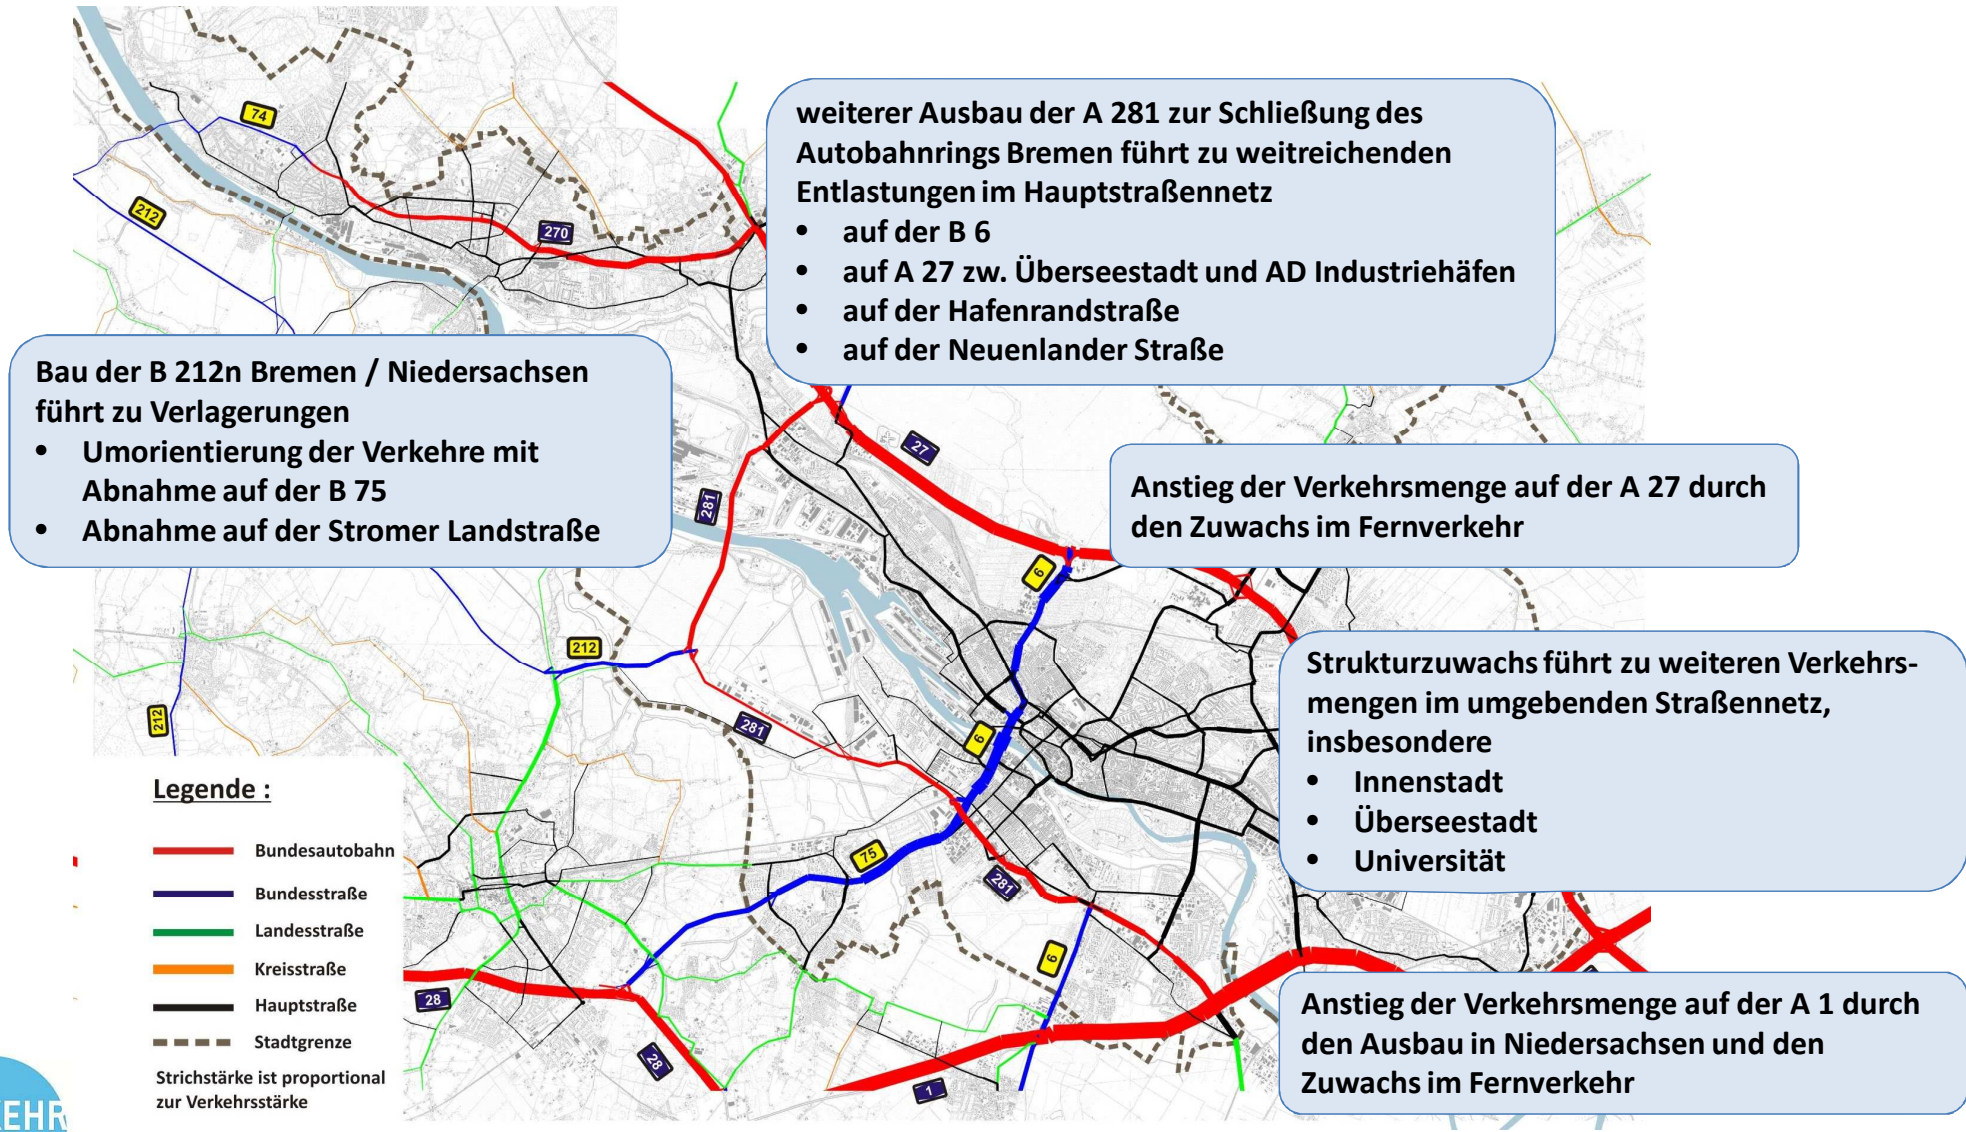 74
212
270
weiterer Ausbau der A 281 zur Schließung des
Autobahnrings Bremen führt zu weitreichenden
Entlastungen im Hauptstraßennetz
• auf der B 6
• auf A 27 zw. Überseestadt und AD Industriehäfen
• auf der Hafenrandstraße
• auf der Neuenlander Straße
Bau der B 212n Bremen / Niedersachsen
führt zu Verlagerungen
• Umorientierung der Verkehre mit
Abnahme auf der B 75
• Abnahme auf der Stromer Landstraße
27
281
Anstieg der Verkehrsmenge auf der A 27 durch
den Zuwachs im Fernverkehr
6
212
212
281
6
Strukturzuwachs führt zu weiteren Verkehrs-
mengen im umgebenden Straßennetz,
insbesondere
• Innenstadt
• Überseestadt
• Universität
75
281
6
28
28
1
Anstieg der Verkehrsmenge auf der A 1 durch
den Ausbau in Niedersachsen und den
Zuwachs im Fernverkehr
Legende :
Bundesautobahn
Bundesstraße
Landesstraße
Kreisstraße
Hauptstraße
Stadtgrenze
Strichstärke ist proportional
zur Verkehrsstärke
EHR